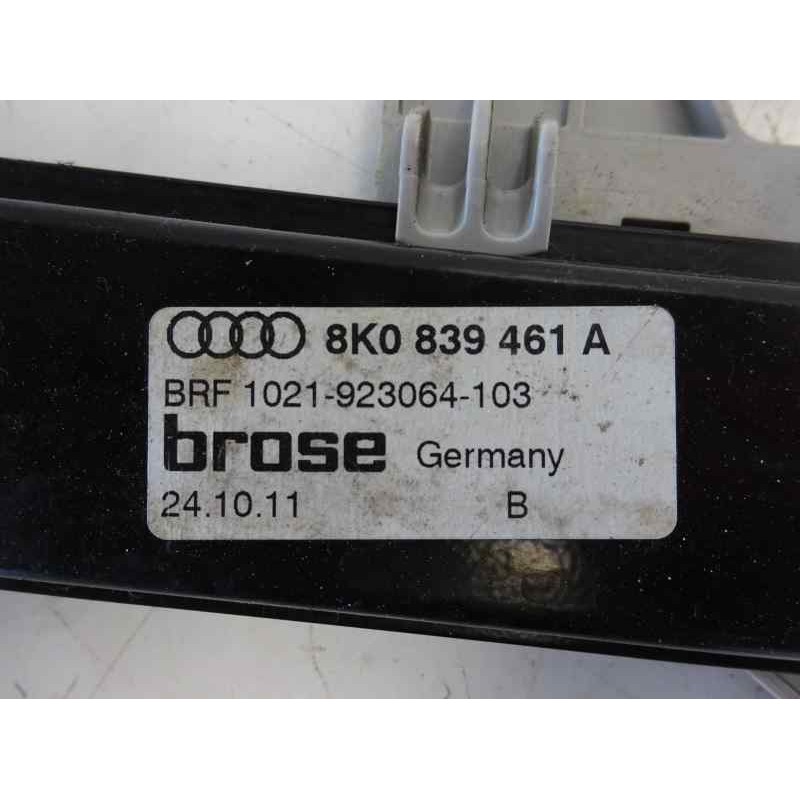 8K0 839 461 A
BRF 1021-923064-103
brose Germany
24.10.11 B